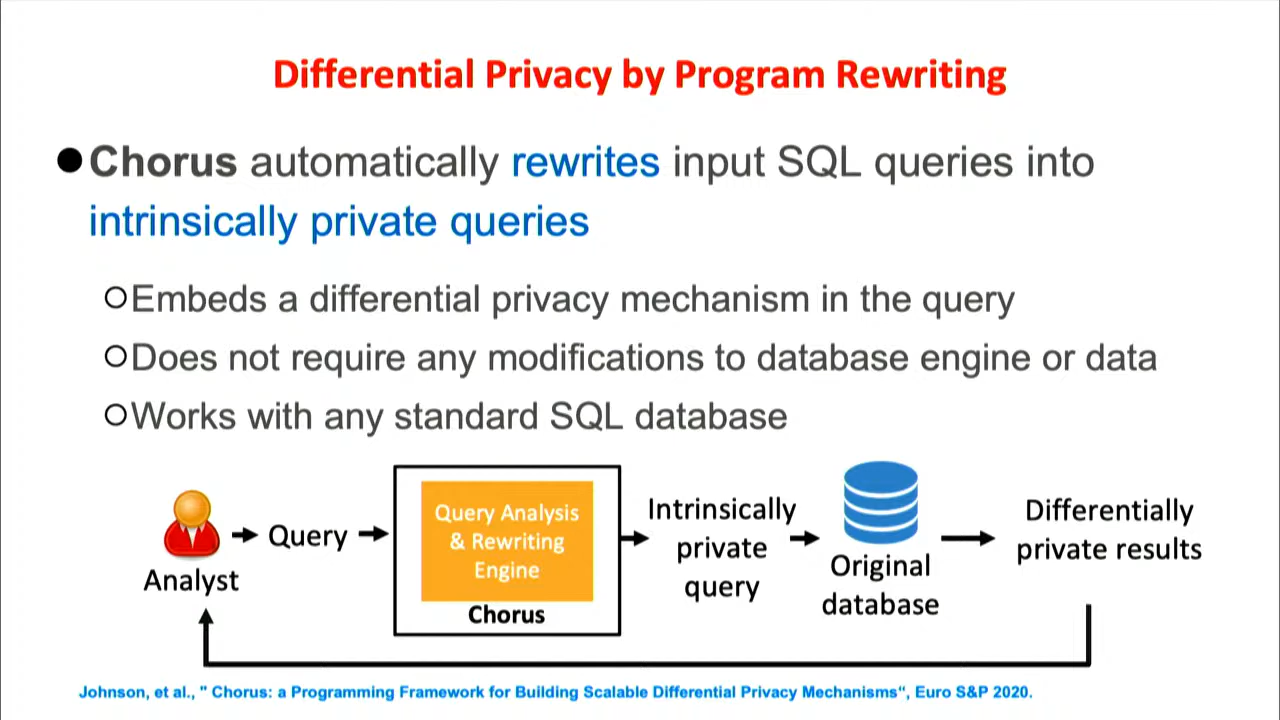 Differential Privacy by Program Rewriting
Chorus automatically rewrites input SQL queries into
intrinsically private queries
Embeds a differential privacy mechanism in the query
Does not require any modifications to database engine or data
Works with any standard SQL database
Analyst
Query
Query Analysis
& Rewriting
Engine
Chorus
Intrinsically
private
query
Original
database
Differentially
private results
Johnson, et al., " Chorus: a Programming Framework for Building Scalable Differential Privacy Mechanisms“, Euro S&P 2020.